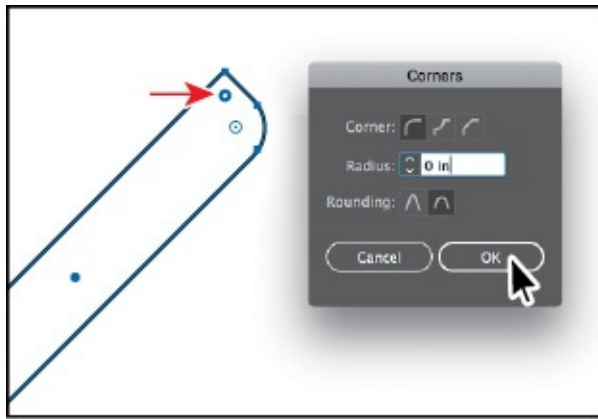 Corners
Corner:
Radius: 0 in
Rounding:
Cancel OK